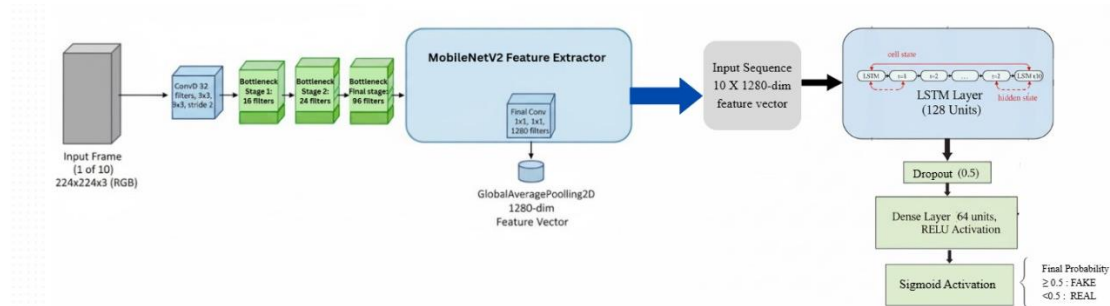 Input Frame
(1 of 10)
224x224x3 (RGB)
ConvD 32
filters, 3x3,
3x3, stride 2
Bottleneck
Stage 1:
16 filters
Bottleneck
Stage 2:
24 filters
Bottleneck
Final stage:
96 filters
MobileNetV2 Feature Extractor
Final Conv
1x1, 1x1,
1280 filters
GlobalAveragePoolling2D
1280-dim
Feature Vector
Input Sequence
10 X 1280-dim
feature vector
cell state
LSTM
t-2
...
t-2
hidden state
LSTM Layer
(128 Units)
Dropout (0.5)
Dense Layer 64 units,
RELU Activation
Sigmoid Activation
Final Probability
≥ 0.5 : FAKE
<0.5 : REAL